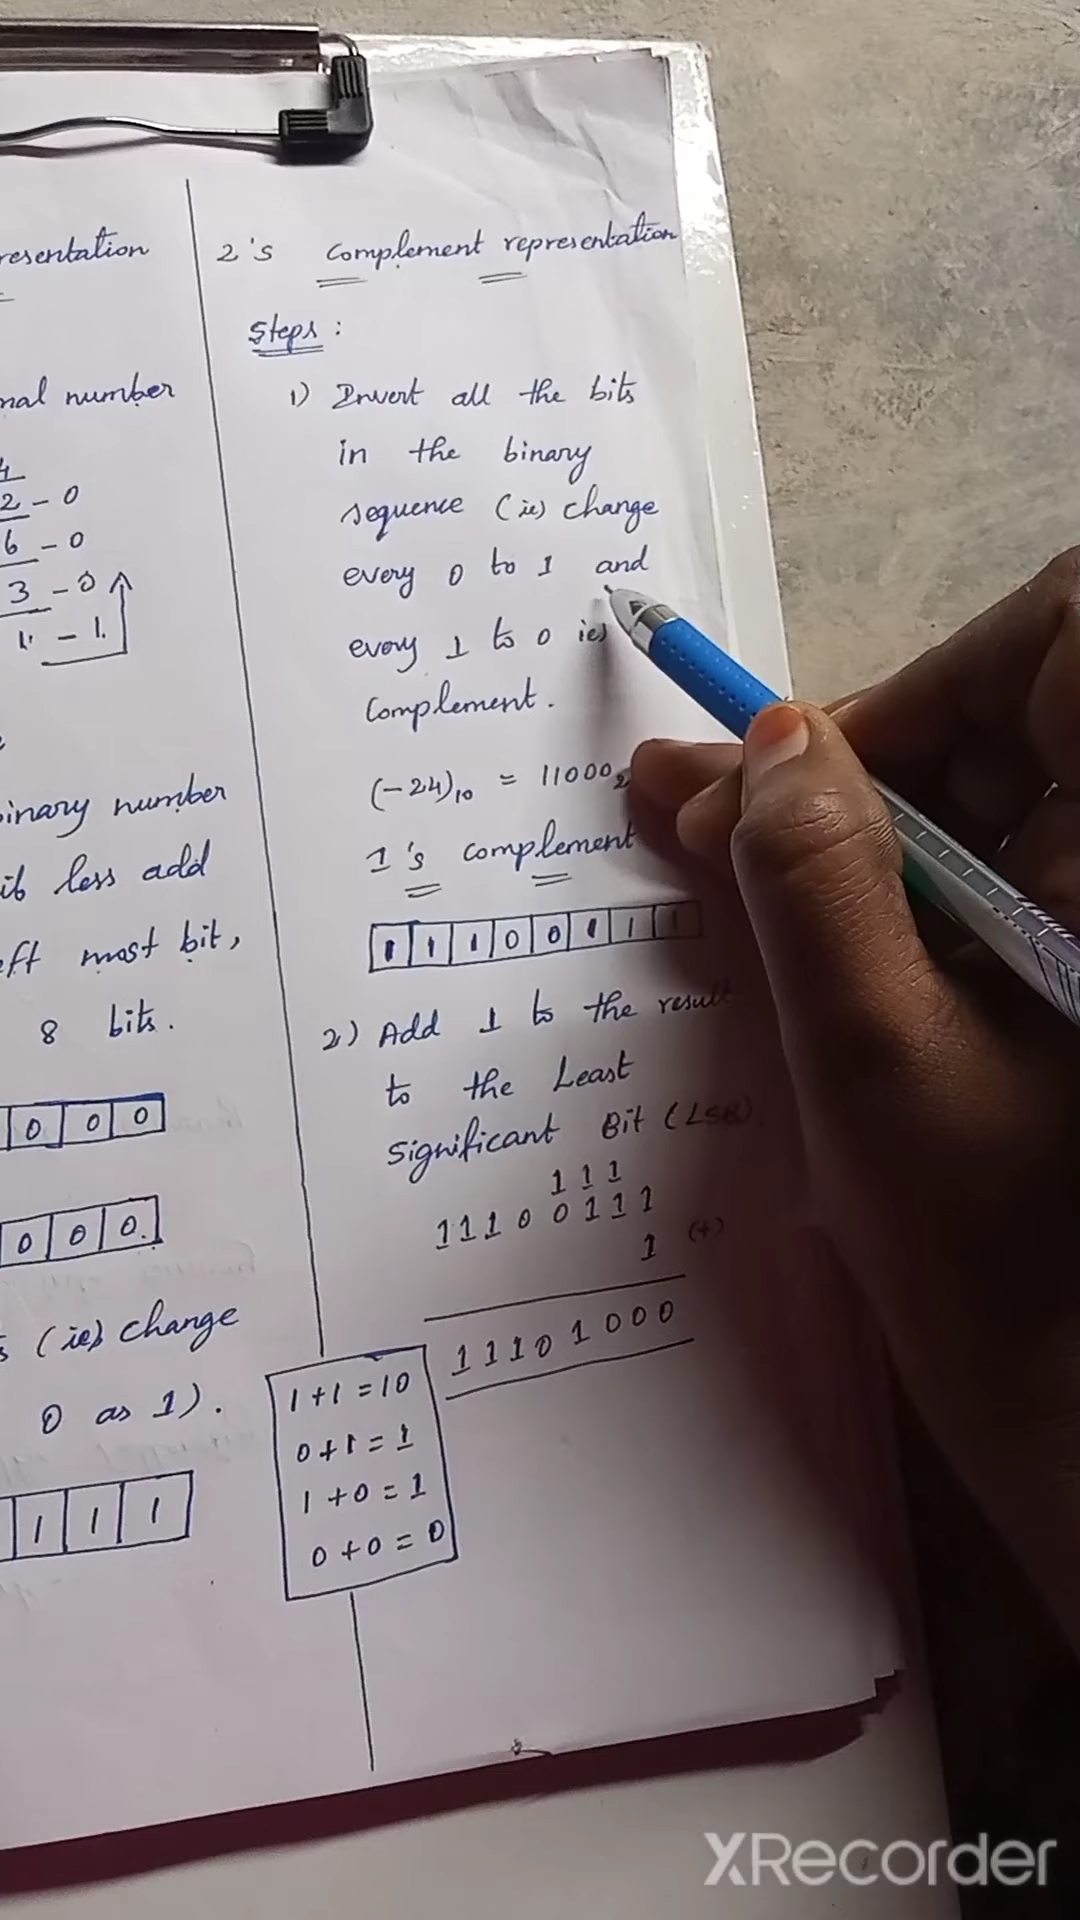 resentation
nal number
4
2 - 0
6 - 0
3 - 0
1 - 1
inary number
less add
eft most bit,
8 bits.
0 0 0
0 0 0
(ie) change
0 as 1).
1 1 1
2's complement representation
Steps :
1) Invert all the bits
in the binary
sequence (ie) change
every 0 to 1 and
every 1 to 0 ies
complement.
(-24)10 = 11000₂
1's complement
1 1 1 0 0 1 1 1
2) Add 1 to the result
to the Least
Significant Bit (LSB).
1 1 1
1 1 1 0 0 1 1 1
1 (+)
1 1 1 0 1 0 0 0
1+1=10
0+1=1
1+0=1
0+0=0
XRecorder